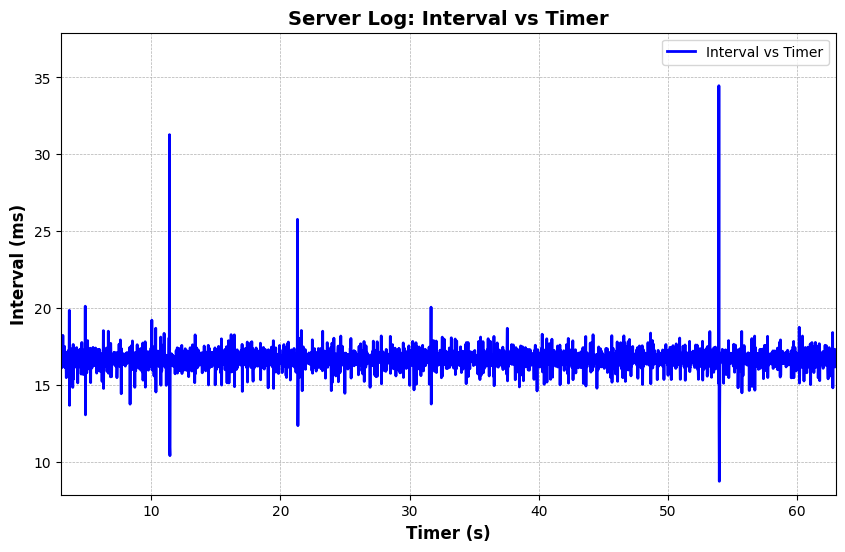 Server Log: Interval vs Timer
Interval vs Timer
35
30
25
20
15
10
Interval (ms)
10 20 30 40 50 60
Timer (s)